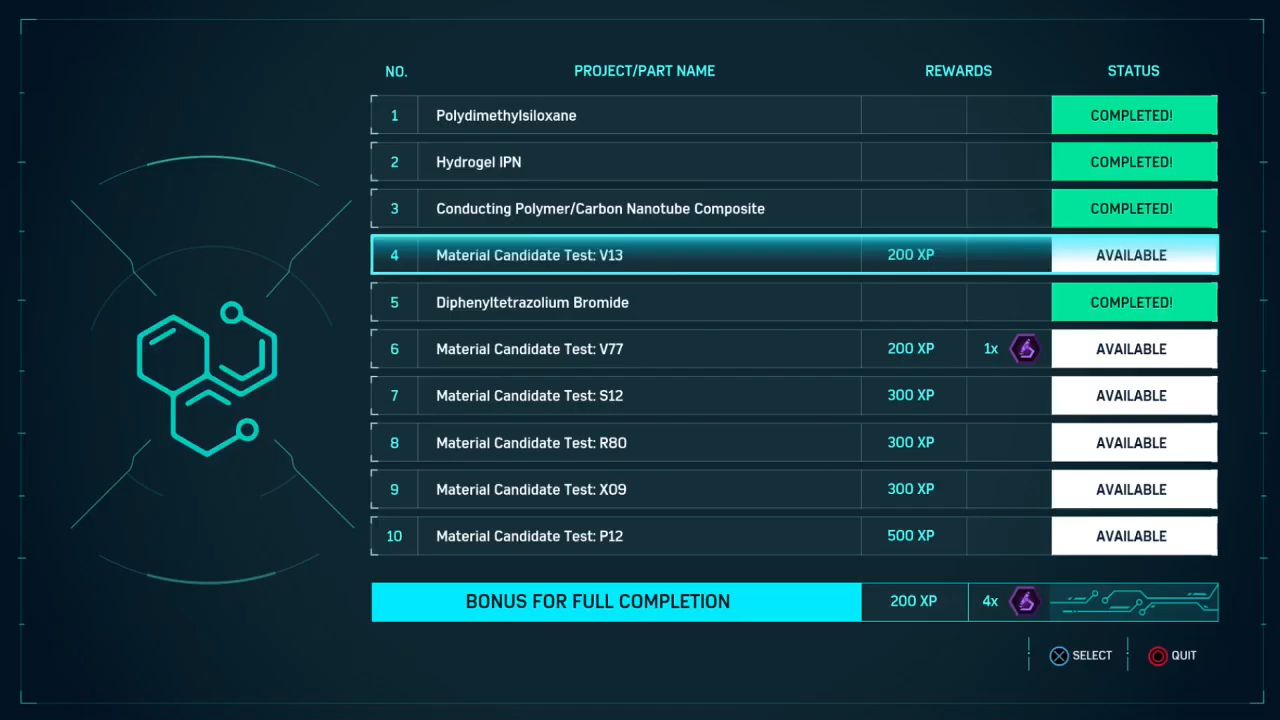 NO. PROJECT/PART NAME REWARDS STATUS
1 Polydimethylsiloxane COMPLETED!
2 Hydrogel IPN COMPLETED!
3 Conducting Polymer/Carbon Nanotube Composite COMPLETED!
4 Material Candidate Test: V13 200 XP AVAILABLE
5 Diphenyltetrazolium Bromide COMPLETED!
6 Material Candidate Test: V77 200 XP 1x AVAILABLE
7 Material Candidate Test: S12 300 XP AVAILABLE
8 Material Candidate Test: R80 300 XP AVAILABLE
9 Material Candidate Test: X09 300 XP AVAILABLE
10 Material Candidate Test: P12 500 XP AVAILABLE
BONUS FOR FULL COMPLETION 200 XP 4x
SELECT QUIT